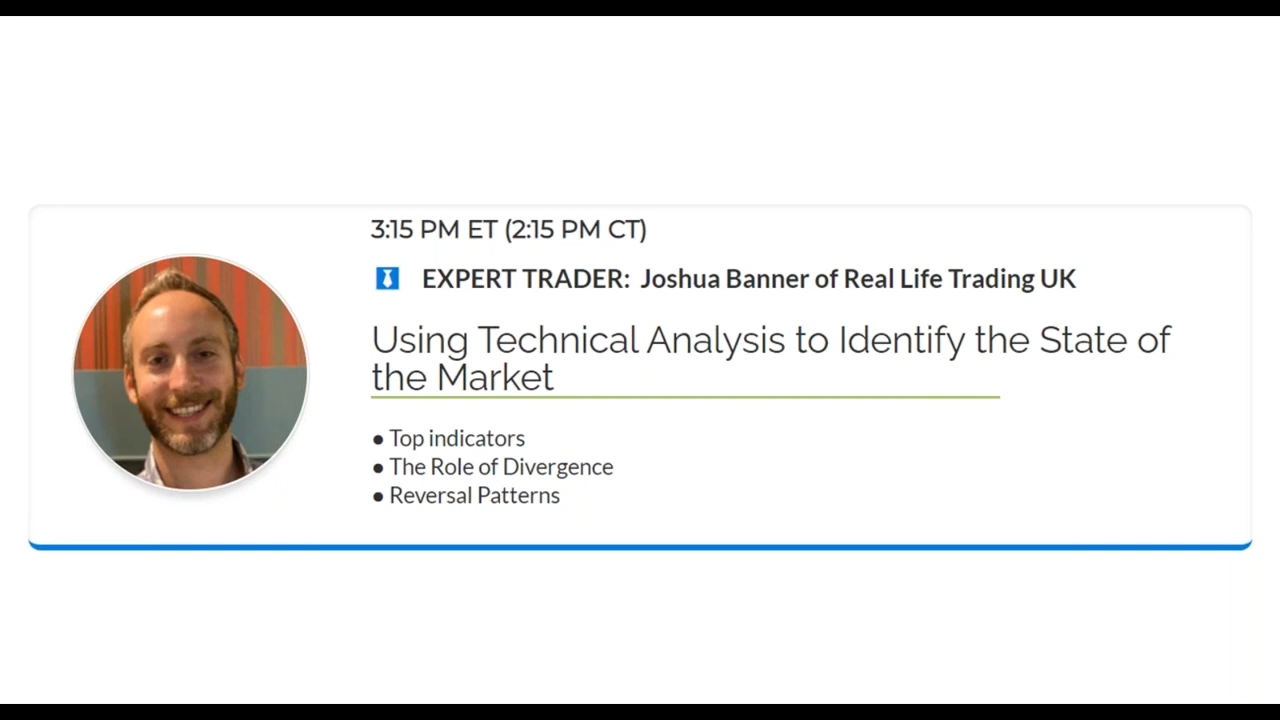 3:15 PM ET (2:15 PM CT)
EXPERT TRADER: Joshua Banner of Real Life Trading UK
Using Technical Analysis to Identify the State of
the Market
● Top indicators
● The Role of Divergence
● Reversal Patterns